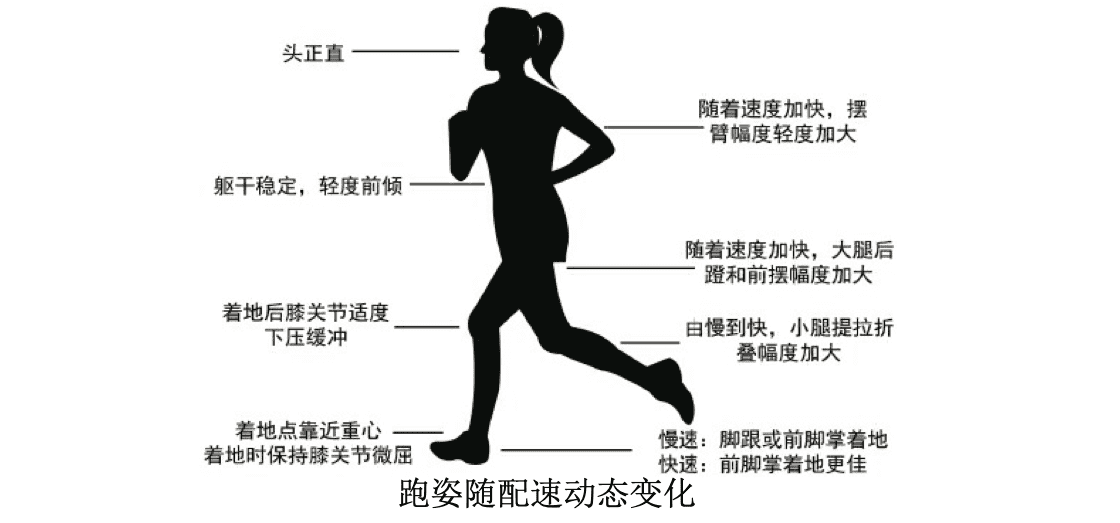 头正直
随着速度加快，摆
臂幅度轻度加大
躯干稳定，轻度前倾
随着速度加快，大腿后
蹬和前摆幅度加大
着地后膝关节适度
下压缓冲
由慢到快，小腿提拉折
叠幅度加大
着地点靠近重心
着地时保持膝关节微屈
慢速：脚跟或前脚掌着地
快速：前脚掌着地更佳
跑姿随配速动态变化